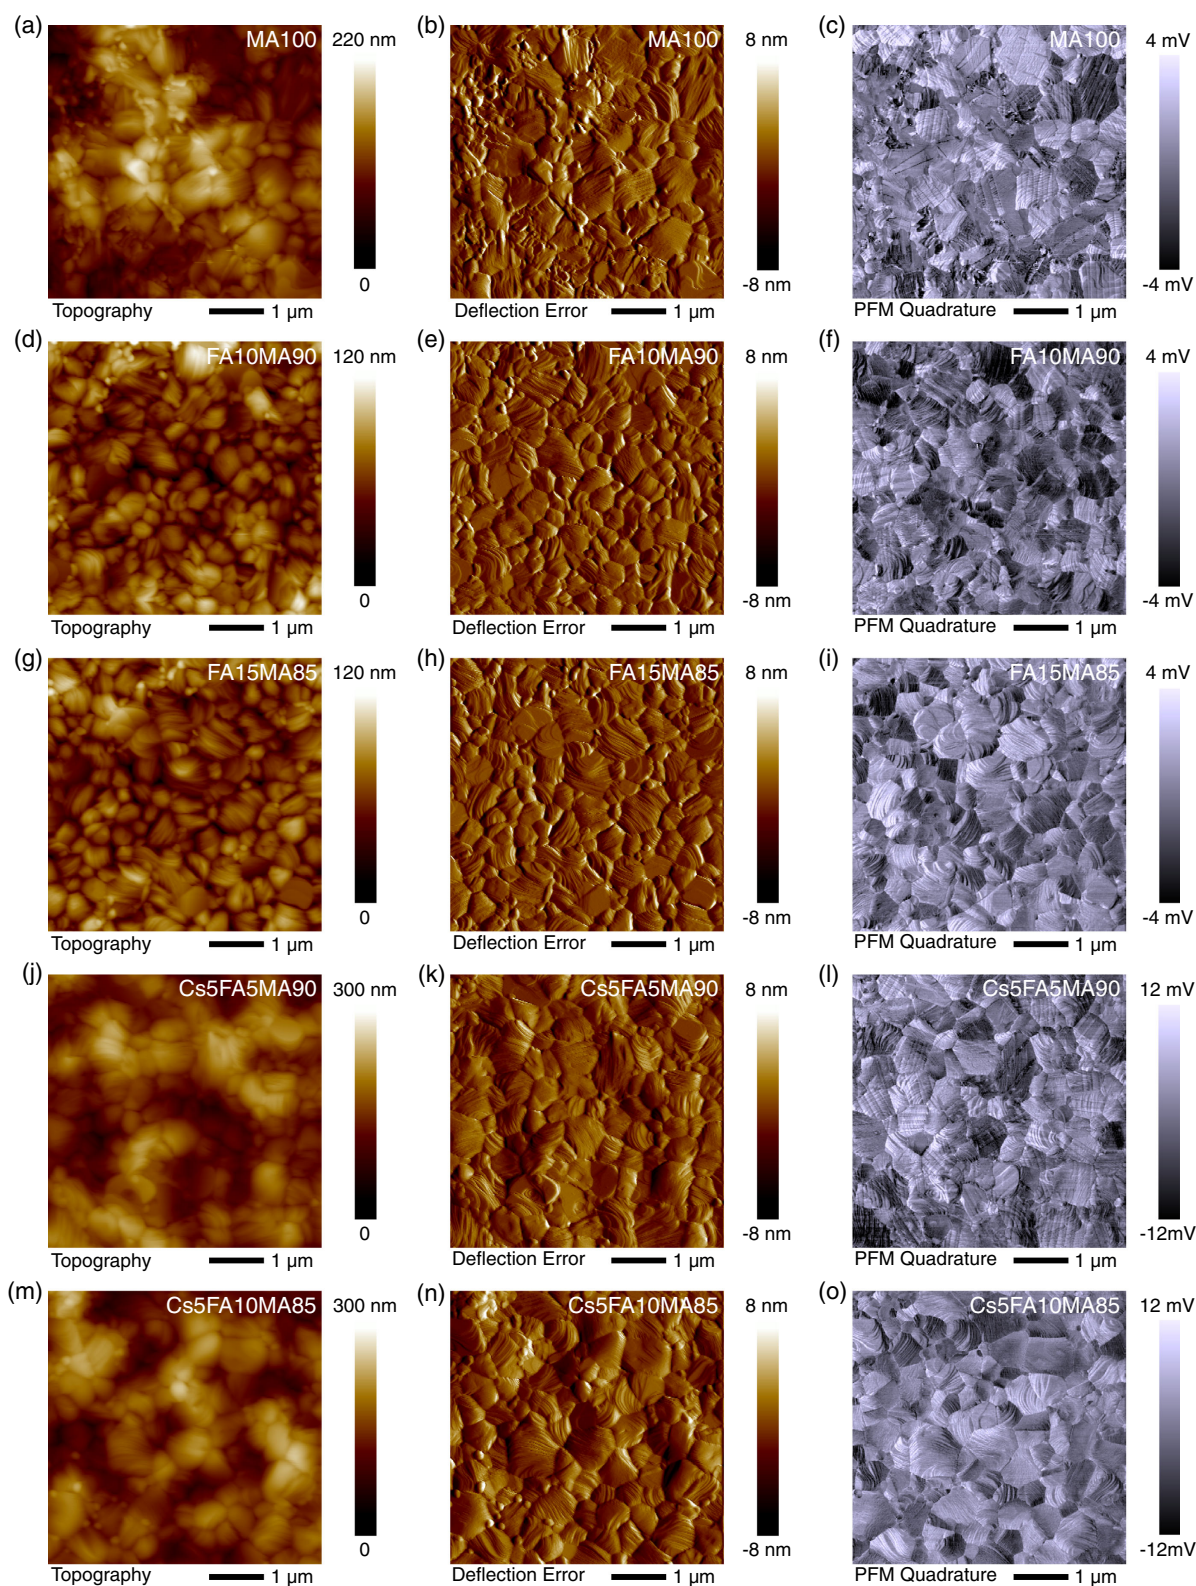 (a) MA100 220 nm 0 Topography 1 µm
(b) MA100 8 nm -8 nm Deflection Error 1 µm
(c) MA100 4 mV -4 mV PFM Quadrature 1 µm
(d) FA10MA90 120 nm 0 Topography 1 µm
(e) FA10MA90 8 nm -8 nm Deflection Error 1 µm
(f) FA10MA90 4 mV -4 mV PFM Quadrature 1 µm
(g) FA15MA85 120 nm 0 Topography 1 µm
(h) FA15MA85 8 nm -8 nm Deflection Error 1 µm
(i) FA15MA85 4 mV -4 mV PFM Quadrature 1 µm
(j) Cs5FA5MA90 300 nm 0 Topography 1 µm
(k) Cs5FA5MA90 8 nm -8 nm Deflection Error 1 µm
(l) Cs5FA5MA90 12 mV -12mV PFM Quadrature 1 µm
(m) Cs5FA10MA85 300 nm 0 Topography 1 µm
(n) Cs5FA10MA85 8 nm -8 nm Deflection Error 1 µm
(o) Cs5FA10MA85 12 mV -12mV PFM Quadrature 1 µm